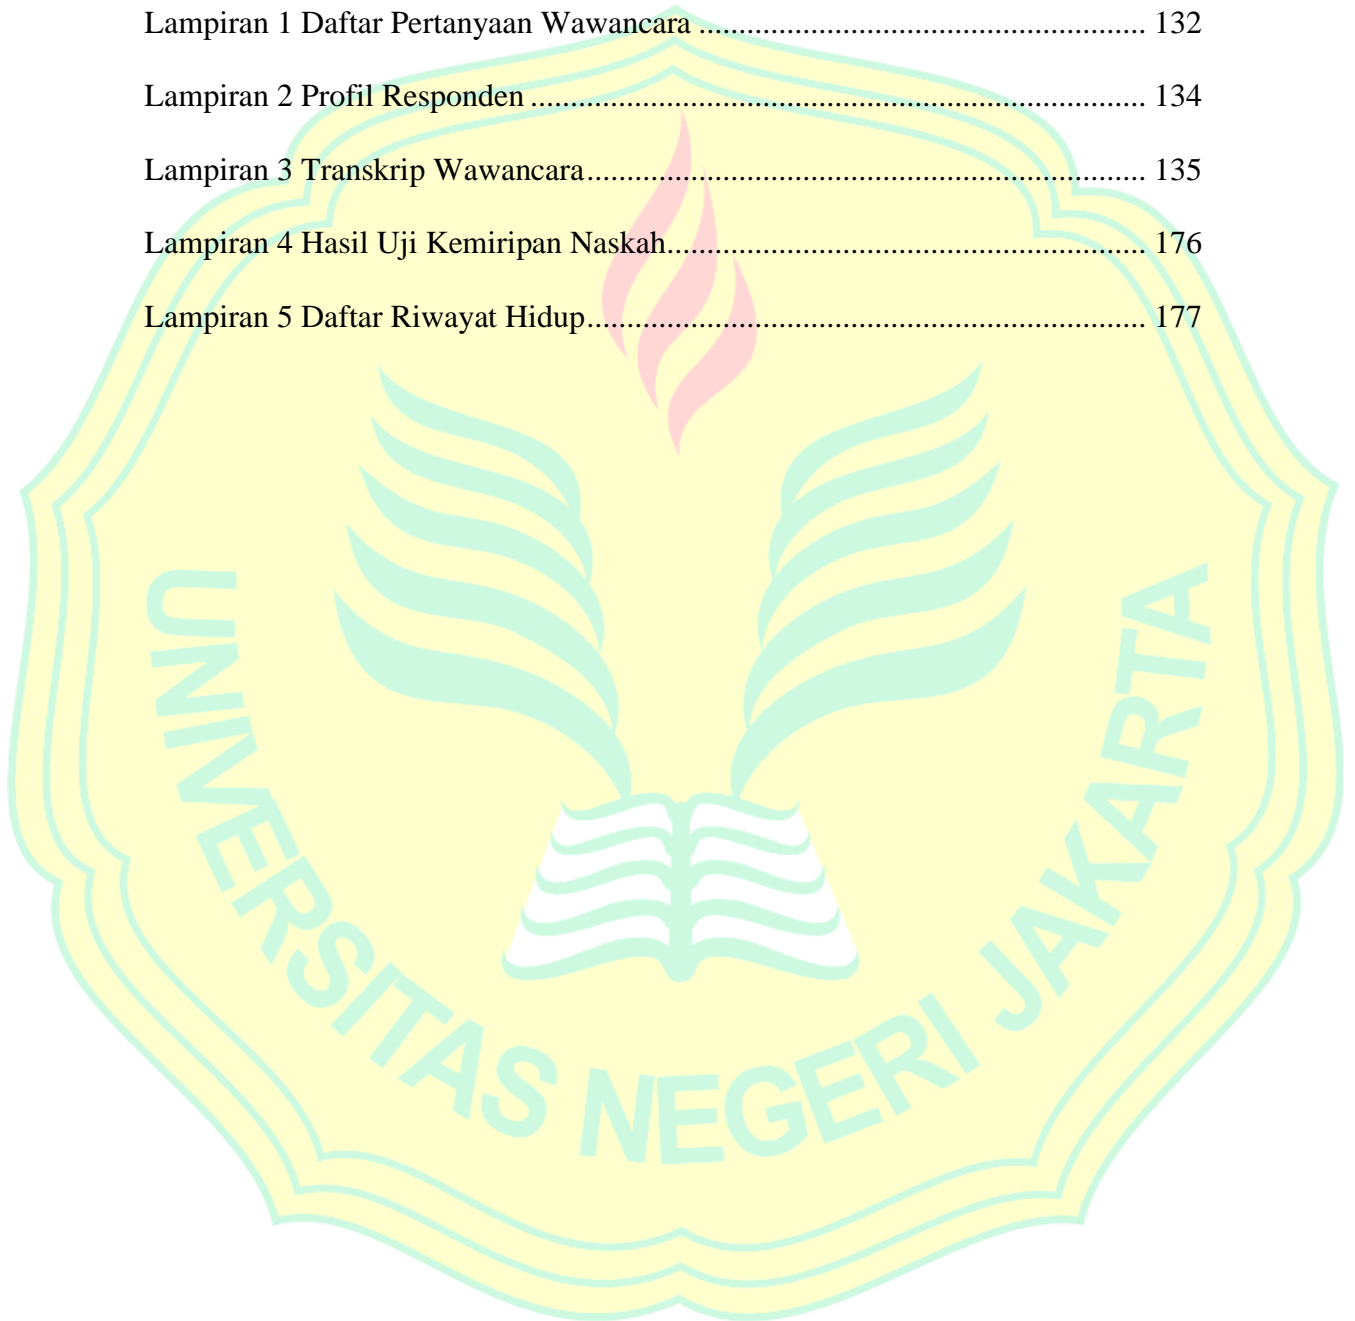 Lampiran 1 Daftar Pertanyaan Wawancara ........................................................ 132
Lampiran 2 Profil Responden ............................................................................. 134
Lampiran 3 Transkrip Wawancara...................................................................... 135
Lampiran 4 Hasil Uji Kemiripan Naskah............................................................ 176
Lampiran 5 Daftar Riwayat Hidup...................................................................... 177
UNIVERSITAS NEGERI JAKARTA